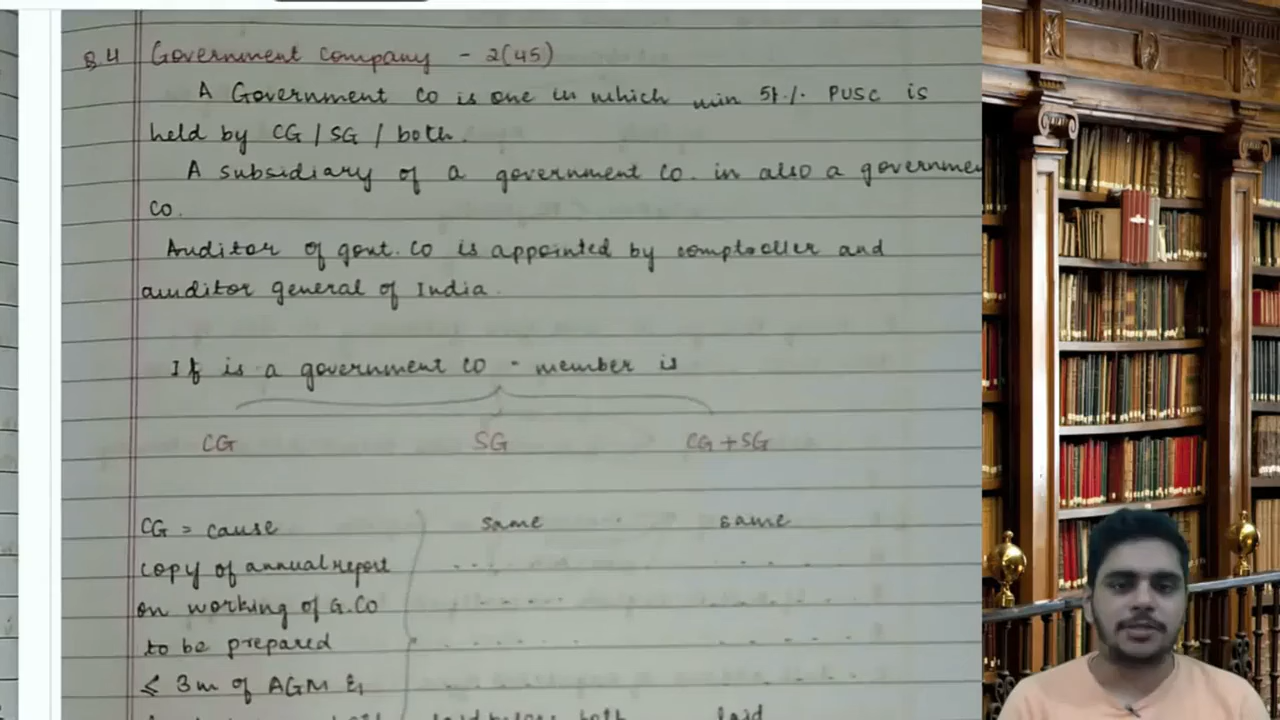 Q.4 Government Company - 2(45)
A Government Co is one in which min 51% PUSC is
held by CG / SG / both.
A subsidiary of a government Co. in also a governmen
Co.
Auditor of govt. Co is appointed by comptroller and
auditor general of India.
If is a government Co - member is
CG SG CG + SG
CG = cause same same
copy of annual report
on working of G.Co
to be prepared
≤ 3m of AGM &
laid